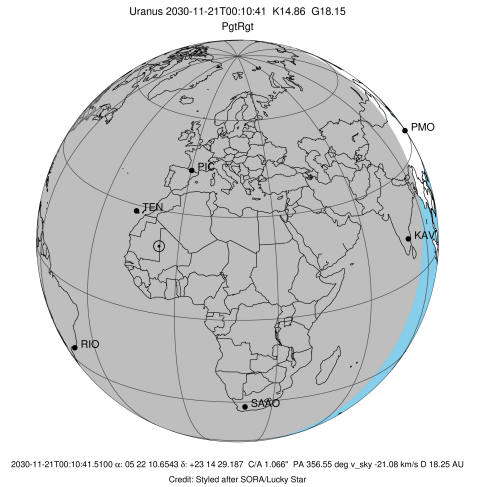 Uranus 2030-11-21T00:10:41 K14.86 G18.15
PgtRgt
PMO
PIC
TEN
KAV
RIO
SAAO
2030-11-21T00:10:41.5100 α: 05 22 10.6543 δ: +23 14 29.187 C/A 1.066" PA 356.55 deg v_sky -21.08 km/s D 18.25 AU
Credit: Styled after SORA/Lucky Star